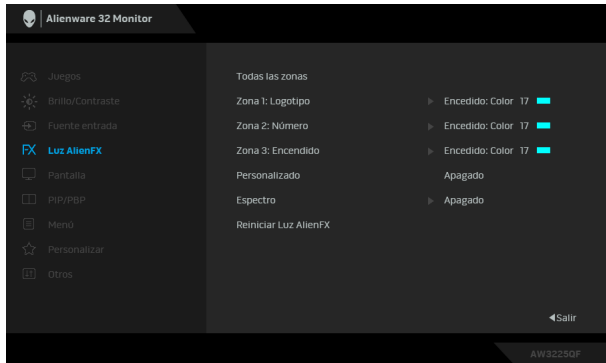 Alienware 32 Monitor
Juegos
Brillo/Contraste
Fuente entrada
FX Luz AlienFX
Pantalla
PIP/PBP
Menú
Personalizar
Otros
Todas las zonas
Zona 1: Logotipo Encedido: Color 17
Zona 2: Número Encedido: Color 17
Zona 3: Encendido Encedido: Color 17
Personalizado Apagado
Espectro Apagado
Reiniciar Luz AlienFX
Salir
AW3225QF